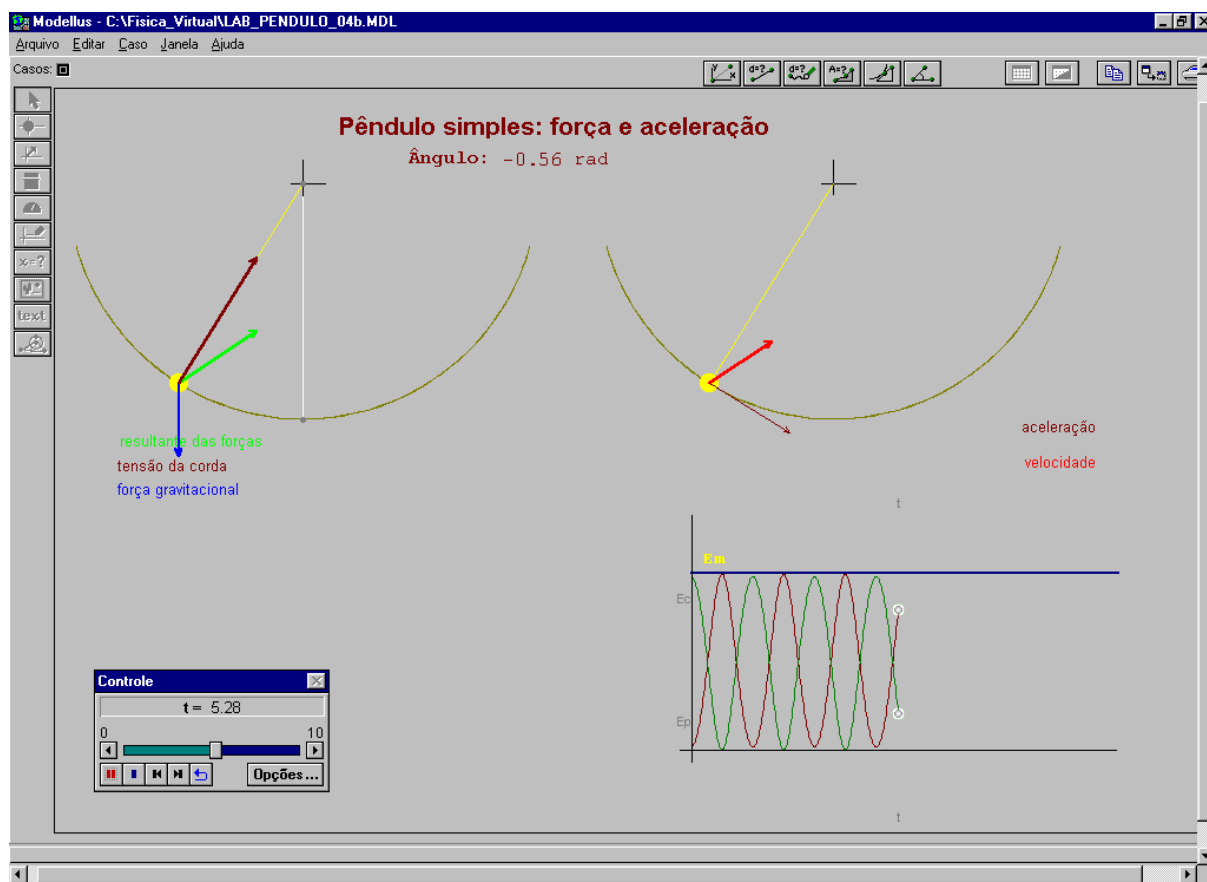 Modellus - C:\Fisica_Virtual\LAB_PENDULO_04b.MDL
Arquivo Editar Caso Janela Ajuda
Casos:
y x d=? d=? A=?
Pêndulo simples: força e aceleração
Ângulo: -0.56 rad
x=?
text
resultante das forças
tensão da corda
força gravitacional
aceleração
velocidade
t
Em
Ec
Ep
t
Controle
t = 5.28
0 10
Opções...